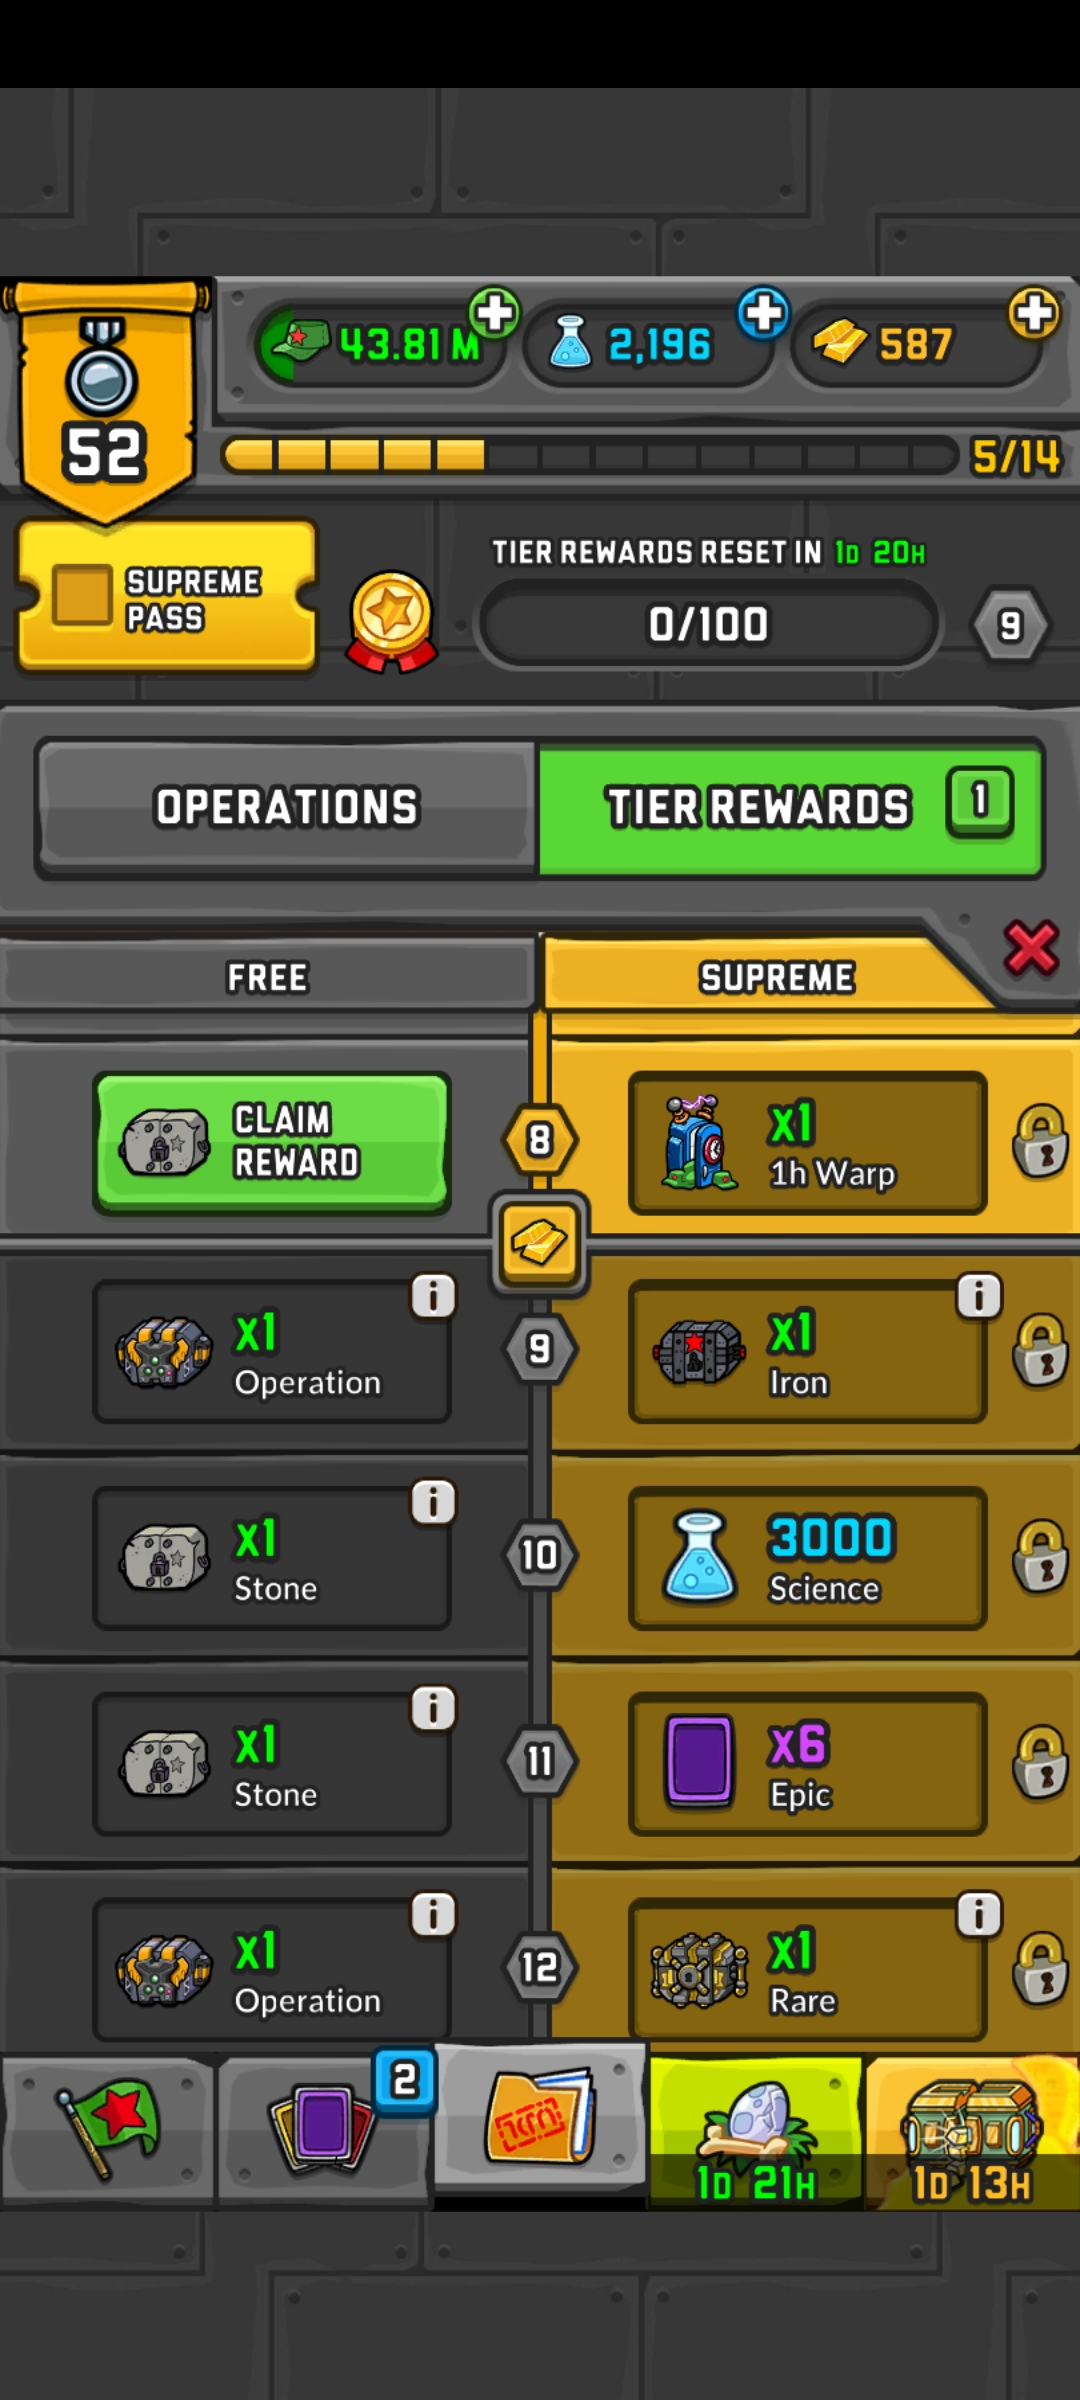 43.81 M
2,196
587
52
5/14
SUPREME
PASS
TIER REWARDS RESET IN 1D 20H
0/100
9
OPERATIONS
TIER REWARDS
1
FREE
SUPREME
CLAIM
REWARD
8
X1
1h Warp
X1
Operation
9
X1
Iron
X1
Stone
10
3000
Science
X1
Stone
11
X6
Epic
X1
Operation
12
X1
Rare
2
1D 21H
1D 13H